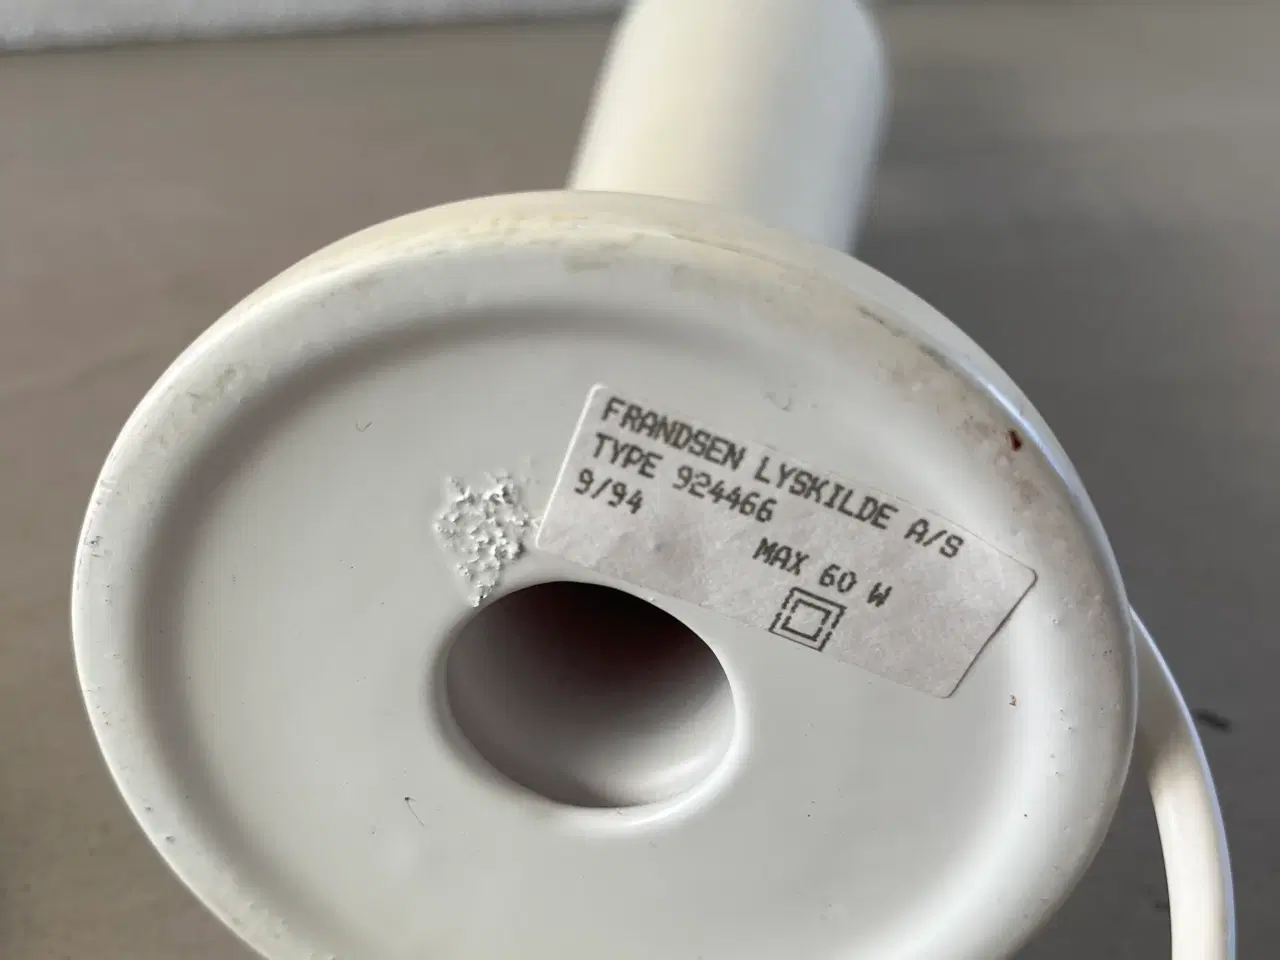 FRANDSEN LYSKILDE A/S
TYPE 924466
9/94
MAX 60 W